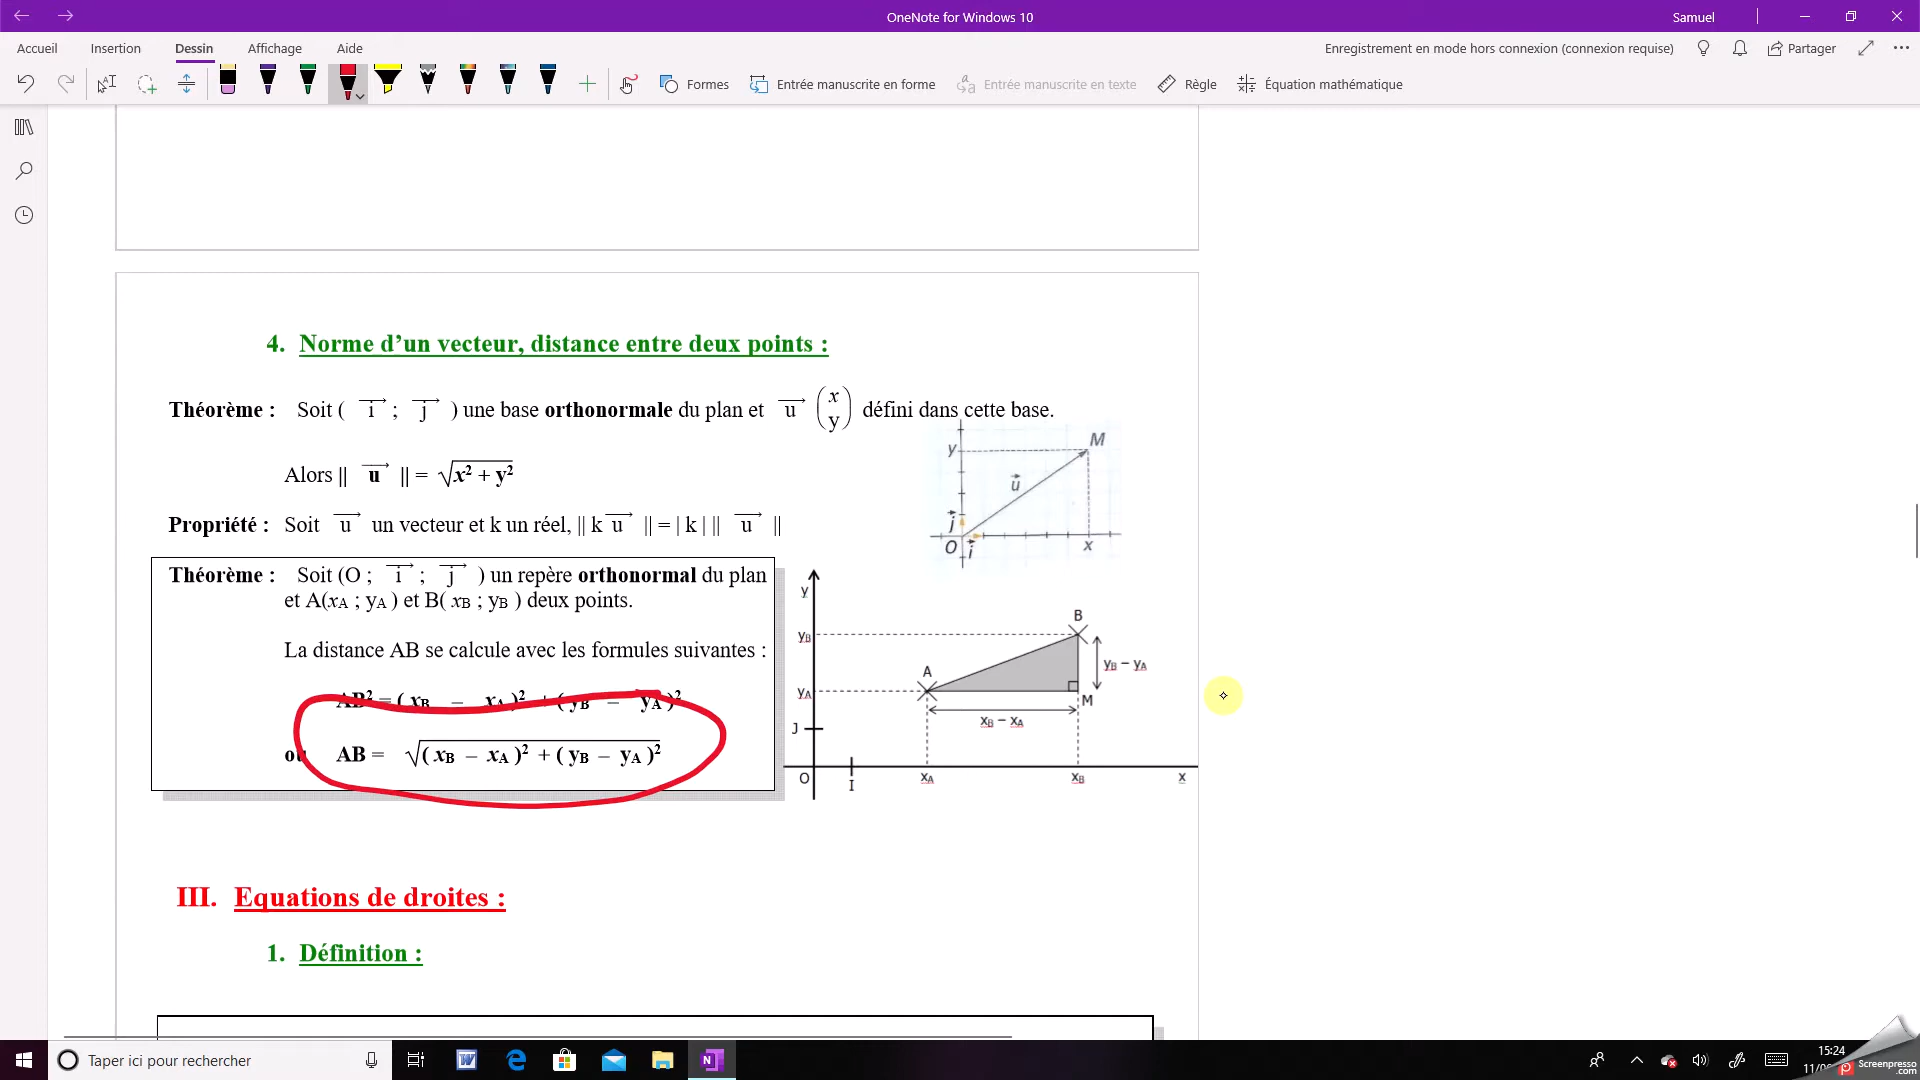 OneNote for Windows 10
Samuel
Accueil Insertion Dessin Affichage Aide
Enregistrement en mode hors connexion (connexion requise) Partager
Formes Entrée manuscrite en forme Entrée manuscrite en texte Règle Équation mathématique
4. Norme d'un vecteur, distance entre deux points :
Théorème : Soit ( i ; j ) une base orthonormale du plan et u (x y) défini dans cette base.
Alors || u || = √x² + y²
Propriété : Soit u un vecteur et k un réel, || k u || = | k | || u ||
y M
u
j
O i x
Théorème : Soit (O ; i ; j ) un repère orthonormal du plan
et A(xA ; yA ) et B( xB ; yB ) deux points.
La distance AB se calcule avec les formules suivantes :
AB² = ( xB – xA )² + ( yB – yA )²
ou AB = √( xB – xA )² + ( yB – yA )²
y
B
yB
yB – yA
A
yA
M
xB – xA
J
O I xA xB x
III. Equations de droites :
1. Définition :
Taper ici pour rechercher
15:24
Screenpresso
.com